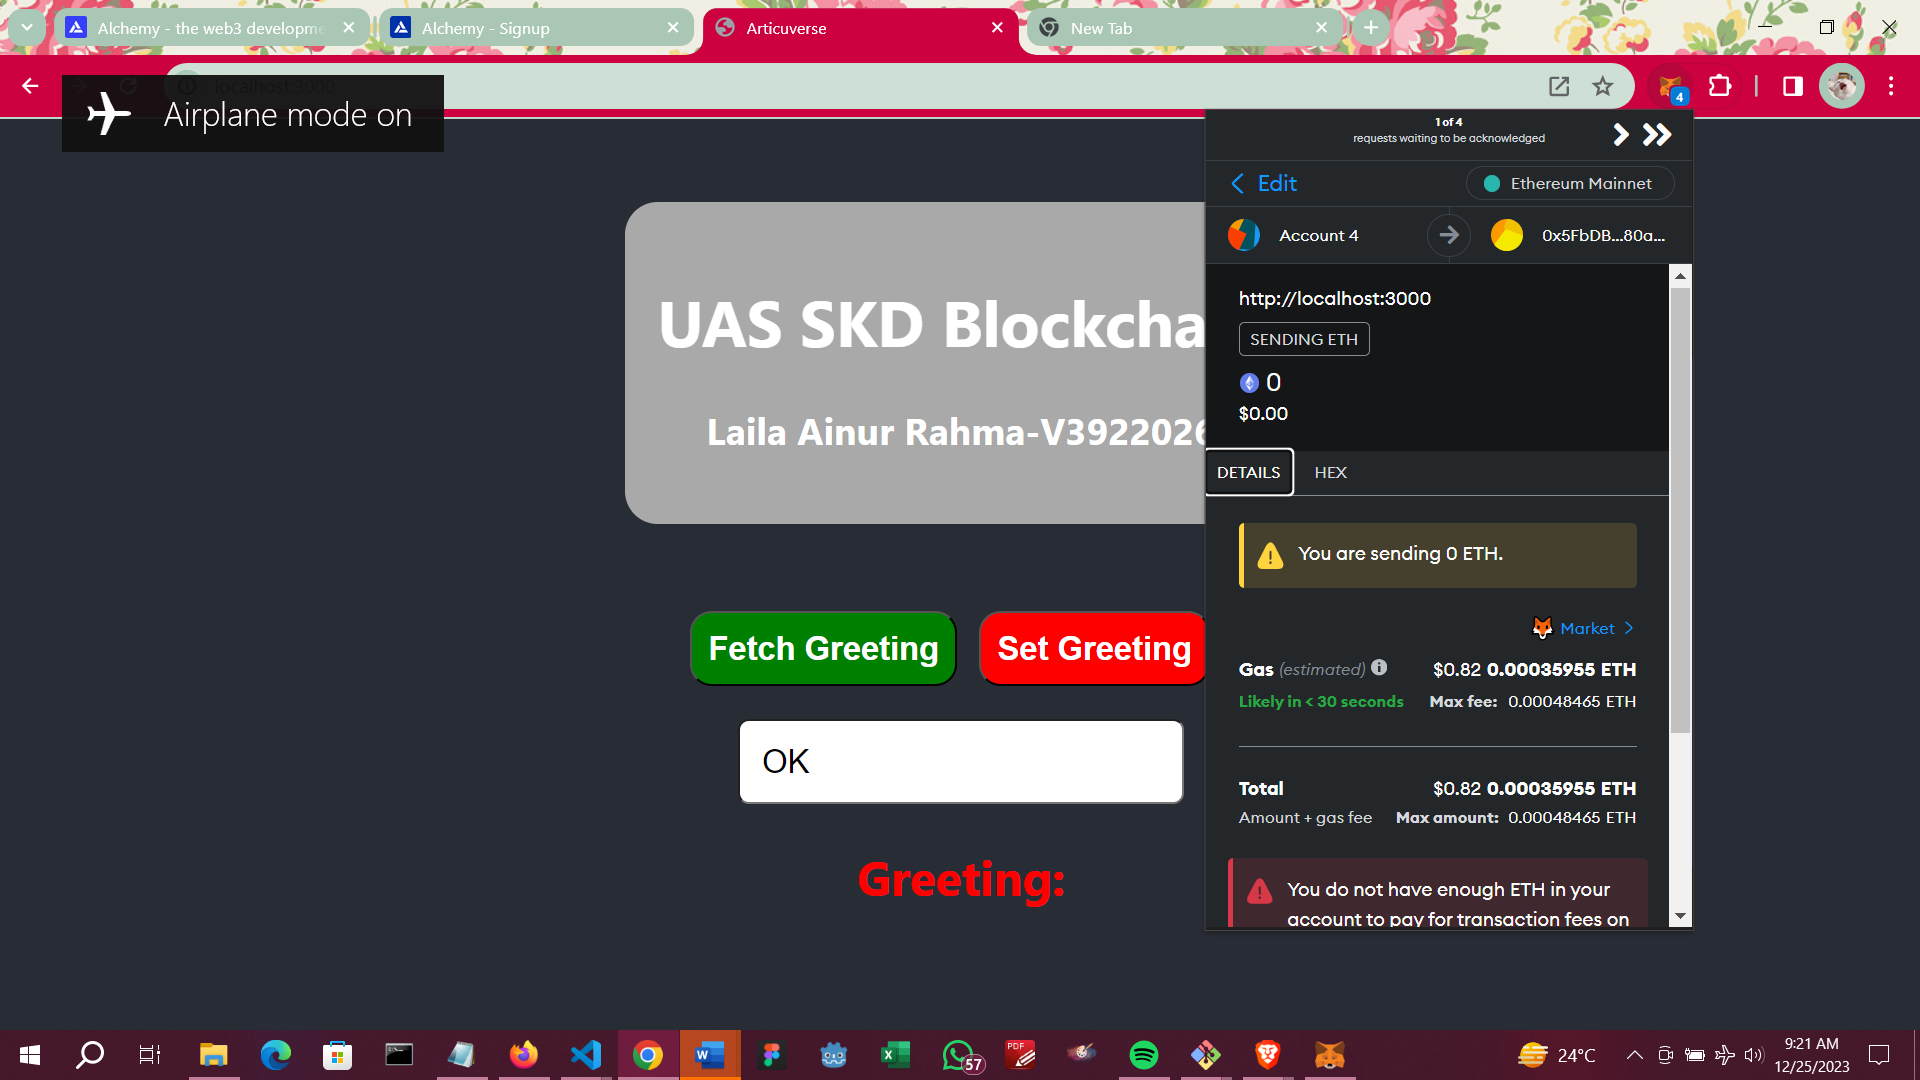 Alchemy - the web3 developme
Alchemy - Signup
Articuverse
New Tab
localhost:3000
4
Airplane mode on
1 of 4
requests waiting to be acknowledged
Edit
Ethereum Mainnet
Account 4
0x5FbDB...80a...
http://localhost:3000
SENDING ETH
0
$0.00
DETAILS
HEX
You are sending 0 ETH.
Market
Gas (estimated) $0.82 0.00035955 ETH
Likely in < 30 seconds Max fee: 0.00048465 ETH
Total $0.82 0.00035955 ETH
Amount + gas fee Max amount: 0.00048465 ETH
You do not have enough ETH in your
account to pay for transaction fees on
UAS SKD Blockcha
Laila Ainur Rahma-V3922026
Fetch Greeting
Set Greeting
OK
Greeting:
57
PDF
24°C
9:21 AM
12/25/2023